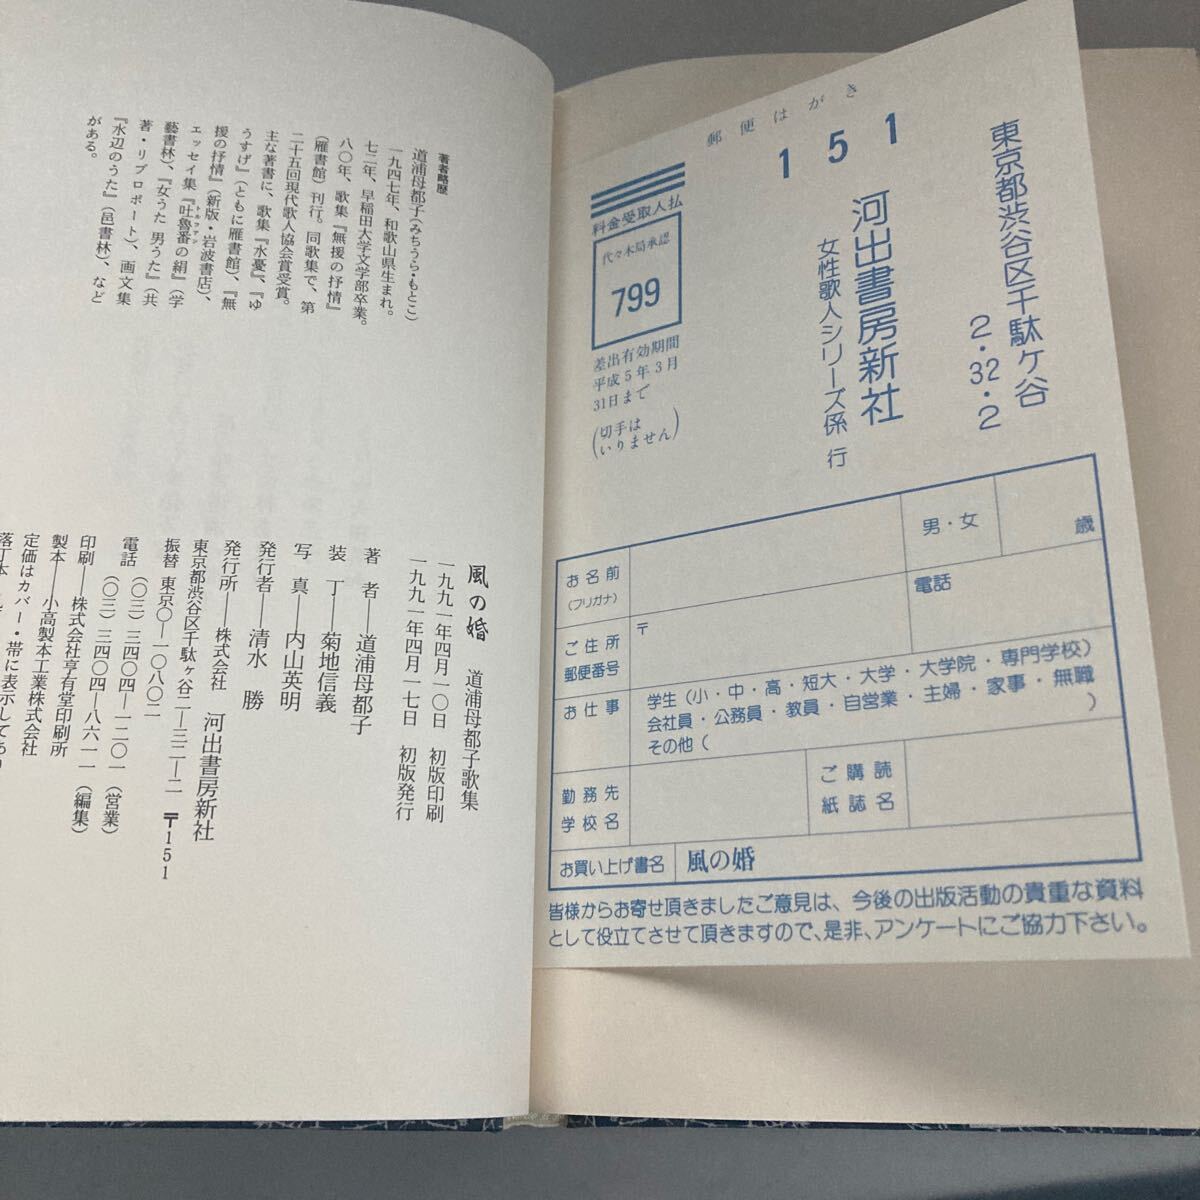 著者略歴
道浦母都子(みちうら・もとこ)
一九四七年、和歌山県生まれ。
七二年、早稲田大学文学部卒業。
八〇年、歌集『無援の抒情』
(雁書館)刊行。同歌集で、第
二十五回現代歌人協会賞受賞。
主な著書に、歌集『水憂』、『ゆ
うすげ』(ともに雁書館)、『無
援の抒情』(新版・岩波書店)、
エッセイ集『吐魯番の絹』(学
トルファン
藝書林)、『女うた 男うた』(共
著・リブロポート)、画文集
『水辺のうた』(邑書林)、など
がある。
風の婚 道浦母都子歌集
一九九一年四月一〇日 初版印刷
一九九一年四月一七日 初版発行
著 者──道浦母都子
装 丁──菊地信義
写 真──内山英明
発行者──清水 勝
発行所──株式会社 河出書房新社
東京都渋谷区千駄ヶ谷二─三二─二 〒151
振替 東京〇─一〇八〇二
電話 (〇三)三四〇四─一二〇一(営業)
(〇三)三四〇四─八六一一(編集)
印刷──株式会社亨有堂印刷所
製本──小高製本工業株式会社
定価はカバー・帯に表示してあり
落丁本
郵便はがき
151
東京都渋谷区千駄ヶ谷
2・32・2
河出書房新社
女性歌人シリーズ係 行
料金受取人払
代々木局承認
799
差出有効期間
平成5年3月
31日まで
(切手は
いりません)
お名前
(フリガナ)
男・女
歳
ご住所
郵便番号
〒
電話
お仕事
学生(小・中・高・短大・大学・大学院・専門学校)
会社員・公務員・教員・自営業・主婦・家事・無職
その他( )
勤務先
学校名
ご購読
紙誌名
お買い上げ書名
風の婚
皆様からお寄せ頂きましたご意見は、今後の出版活動の貴重な資料
として役立てさせて頂きますので、是非、アンケートにご協力下さい。